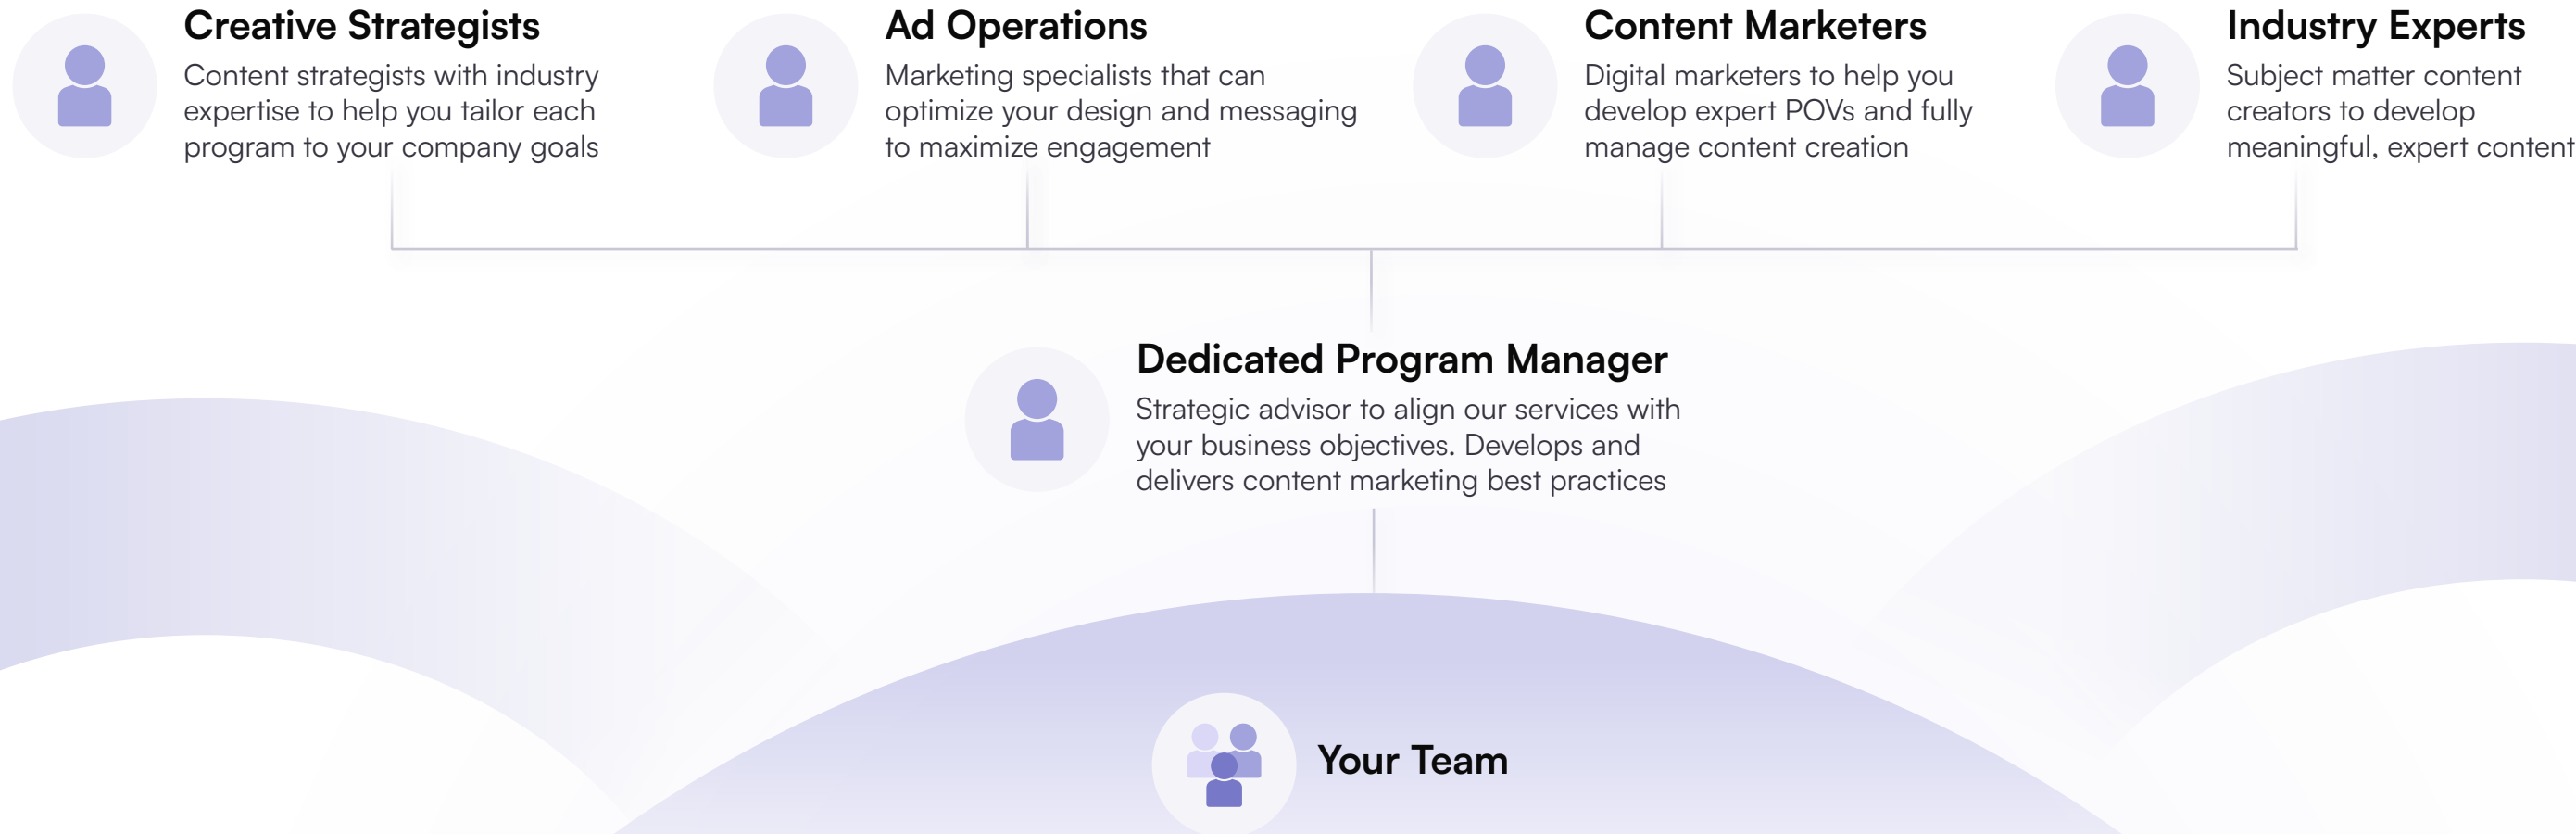 Creative Strategists
Content strategists with industry
expertise to help you tailor each
program to your company goals
Ad Operations
Marketing specialists that can
optimize your design and messaging
to maximize engagement
Content Marketers
Digital marketers to help you
develop expert POVs and fully
manage content creation
Industry Experts
Subject matter content
creators to develop
meaningful, expert content
Dedicated Program Manager
Strategic advisor to align our services with
your business objectives. Develops and
delivers content marketing best practices
Your Team